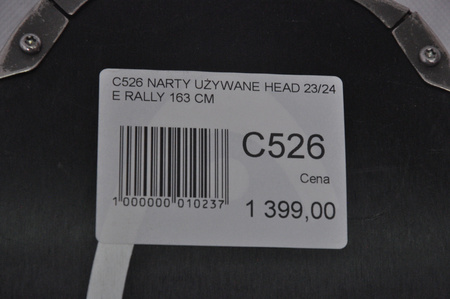 C526 NARTY UŻYWANE HEAD 23/24
E RALLY 163 CM
C526
Cena
1 000000 010237
1 399,00